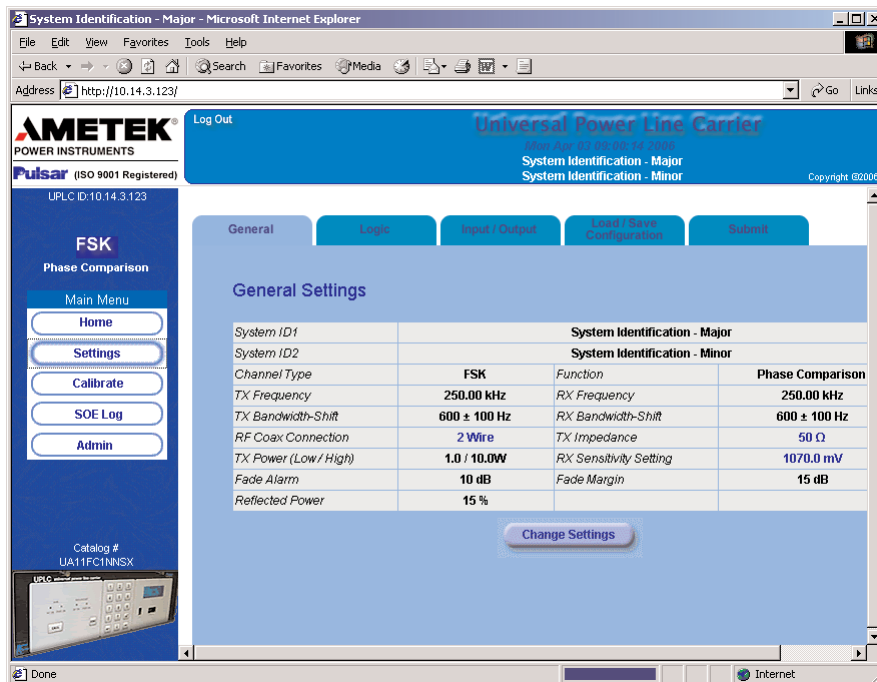 System Identification - Major - Microsoft Internet Explorer
File Edit View Favorites Tools Help
Back Search Favorites Media
Address http://10.14.3.123/ Go Links
AMETEK®
POWER INSTRUMENTS
Pulsar (ISO 9001 Registered)
Log Out
Universal Power Line Carrier
Mon Apr 03 09:00:14 2006
System Identification - Major
System Identification - Minor
Copyright ©2006
UPLC ID:10.14.3.123
FSK
Phase Comparison
Main Menu
Home
Settings
Calibrate
SOE Log
Admin
Catalog #
UA11FC1NNSX
UPLC universal power line carrier
General Logic Input / Output Load / Save Configuration Submit
General Settings
System ID1 System Identification - Major
System ID2 System Identification - Minor
Channel Type FSK Function Phase Comparison
TX Frequency 250.00 kHz RX Frequency 250.00 kHz
TX Bandwidth-Shift 600 ± 100 Hz RX Bandwidth-Shift 600 ± 100 Hz
RF Coax Connection 2 Wire TX Impedance 50 Ω
TX Power (Low / High) 1.0 / 10.0W RX Sensitivity Setting 1070.0 mV
Fade Alarm 10 dB Fade Margin 15 dB
Reflected Power 15 %
Change Settings
Done Internet